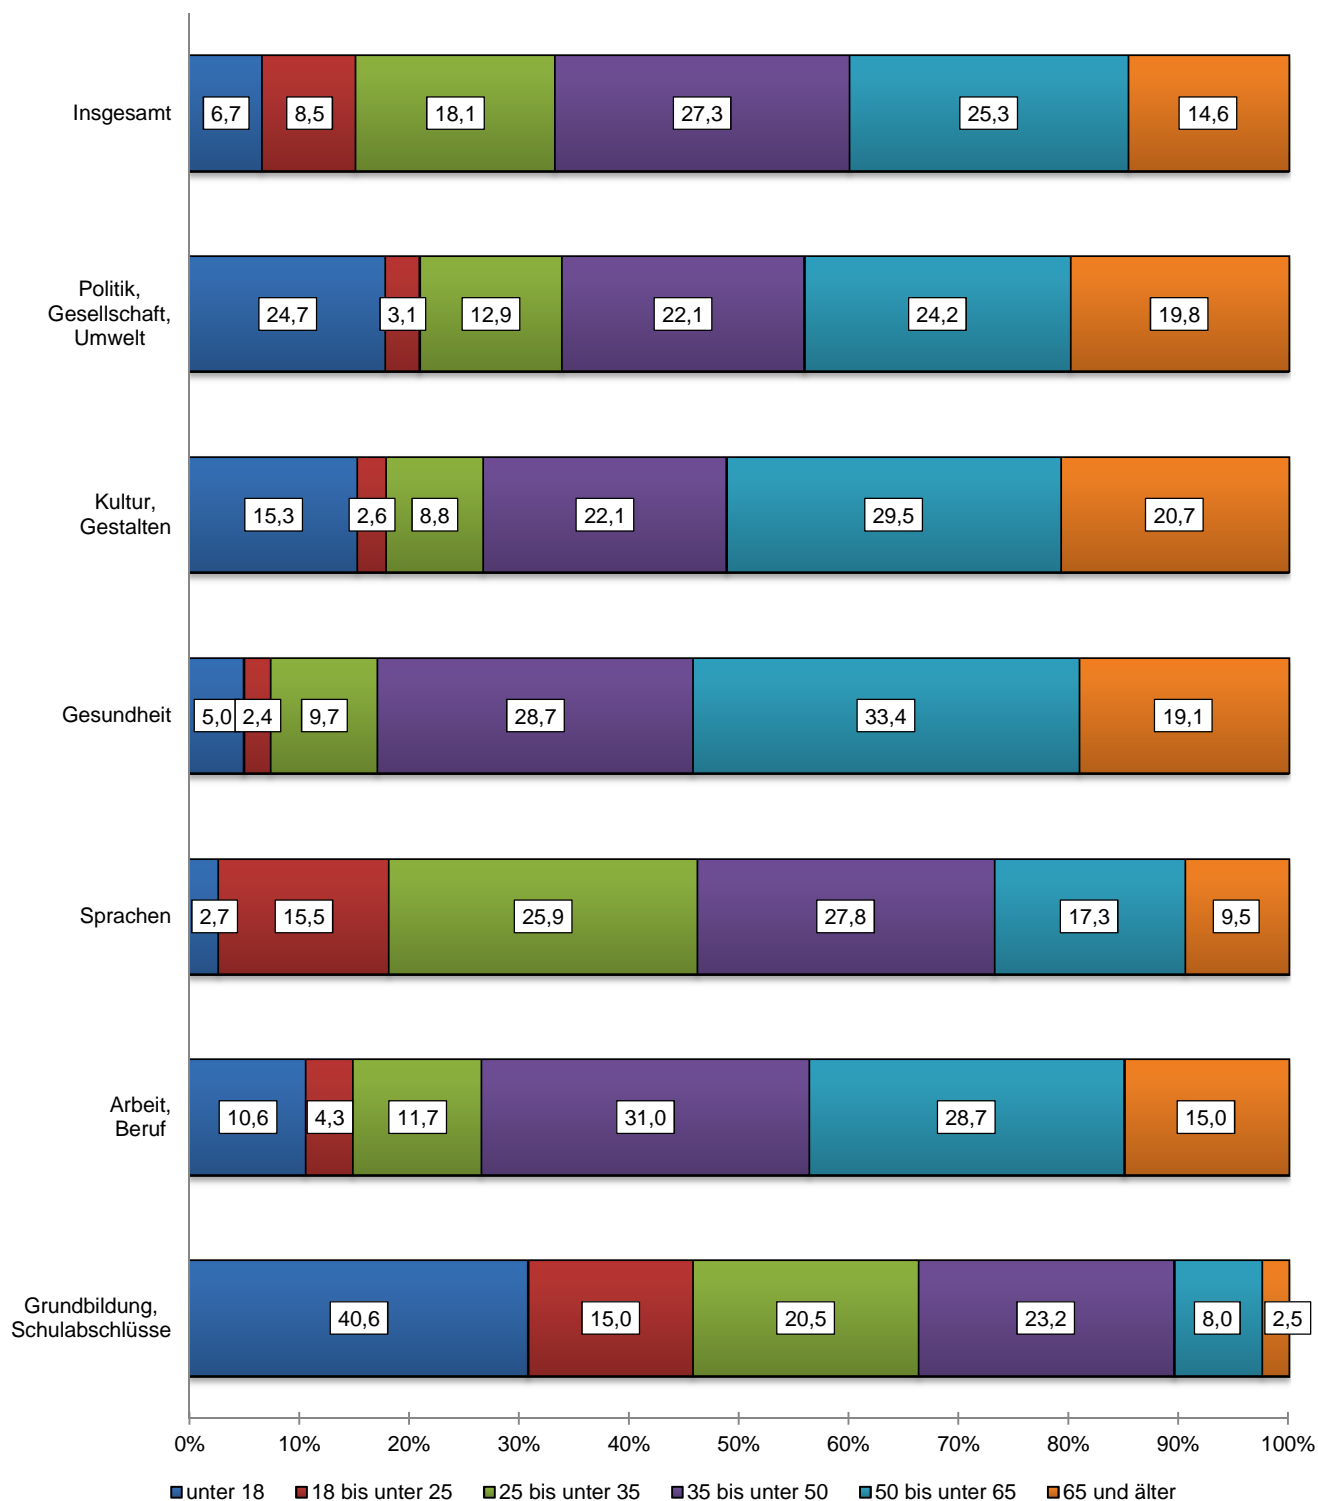 Insgesamt
6,7 8,5 18,1 27,3 25,3 14,6
Politik,
Gesellschaft,
Umwelt
24,7 3,1 12,9 22,1 24,2 19,8
Kultur,
Gestalten
15,3 2,6 8,8 22,1 29,5 20,7
Gesundheit
5,0 2,4 9,7 28,7 33,4 19,1
Sprachen
2,7 15,5 25,9 27,8 17,3 9,5
Arbeit,
Beruf
10,6 4,3 11,7 31,0 28,7 15,0
Grundbildung,
Schulabschlüsse
40,6 15,0 20,5 23,2 8,0 2,5
0% 10% 20% 30% 40% 50% 60% 70% 80% 90% 100%
unter 18 18 bis unter 25 25 bis unter 35 35 bis unter 50 50 bis unter 65 65 und älter